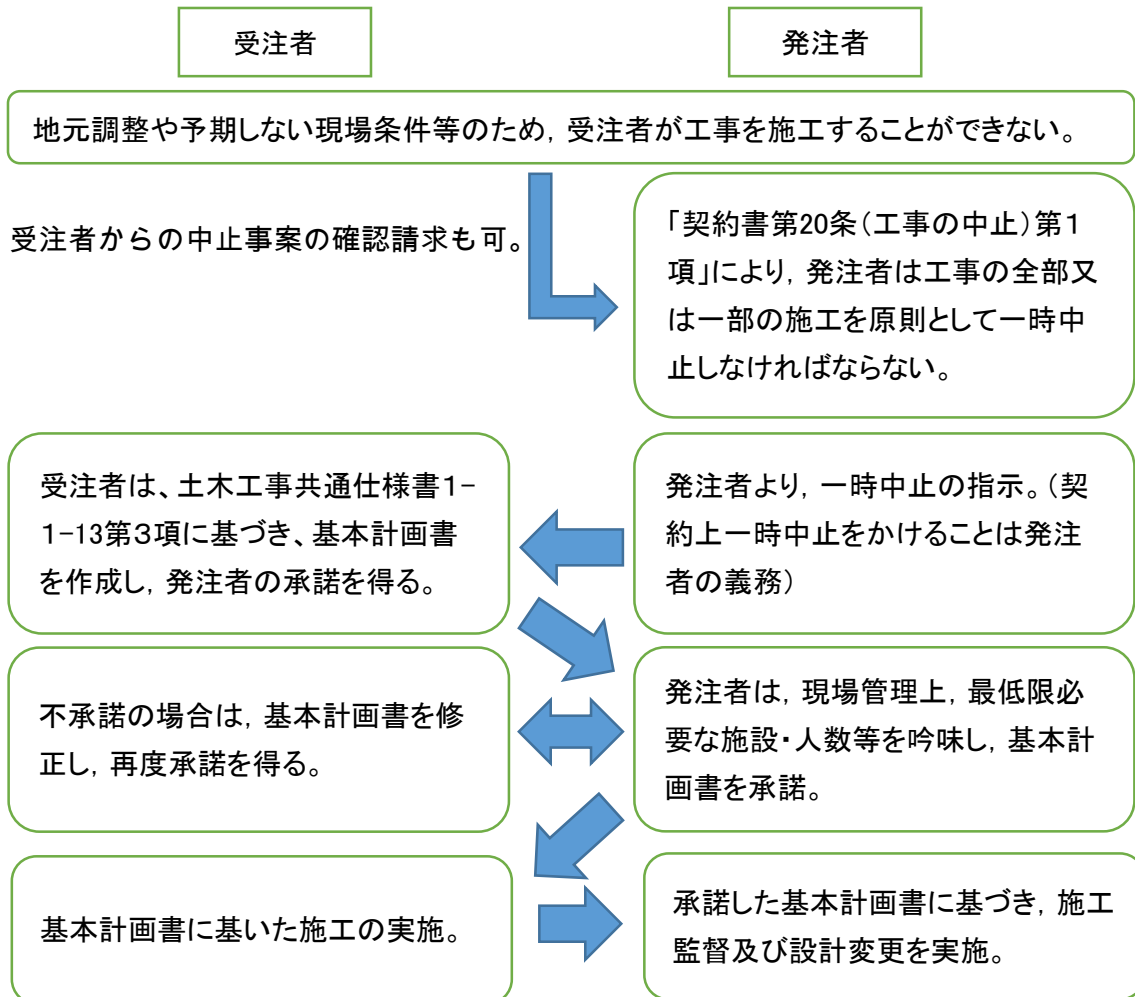 受注者
発注者
地元調整や予期しない現場条件等のため，受注者が工事を施工することができない。
受注者からの中止事案の確認請求も可。
「契約書第20条（工事の中止）第１
項」により，発注者は工事の全部又
は一部の施工を原則として一時中
止しなければならない。
受注者は、土木工事共通仕様書１−
１−13第３項に基づき、基本計画書
を作成し，発注者の承諾を得る。
発注者より，一時中止の指示。（契
約上一時中止をかけることは発注
者の義務）
不承諾の場合は，基本計画書を修
正し，再度承諾を得る。
発注者は，現場管理上，最低限必
要な施設・人数等を吟味し，基本計
画書を承諾。
基本計画書に基いた施工の実施。
承諾した基本計画書に基づき，施工
監督及び設計変更を実施。